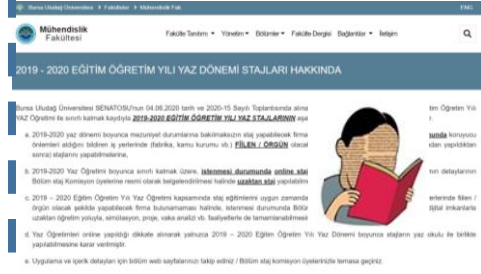 Bursa Uludağ Üniversitesi > Fakülteler > Mühendislik Fak. ENG
Mühendislik
Fakültesi
Fakülte Tanıtımı Yönetim Bölümler Fakülte Dergisi Bağlantılar İletişim
2019 - 2020 EĞİTİM ÖĞRETİM YILI YAZ DÖNEMİ STAJLARI HAKKINDA
Bursa Uludağ Üniversitesi SENATOSU'nun 04.06.2020 tarih ve 2020-15 Sayılı Toplantısında alına tim Öğretim Yılı
YAZ Öğretimi ile sınırlı kalmak kaydıyla 2019-2020 EĞİTİM ÖĞRETİM YILI YAZ STAJLARININ aşa
a. 2019-2020 yaz dönemi boyunca mezuniyet durumlarına bakılmaksızın staj yapabilecek firma unda koruyucu
önlemleri aldığını bildiren iş yerlerinde (fabrika, kamu kurumu vb.) FİİLEN / ÖRGÜN olacak dan yapıldıktan
sonra) stajlarını yapabilmelerine,
b. 2019-2020 Yaz Öğretimi boyunca sınırlı kalmak üzere, istenmesi durumunda online staj nın detaylarının
Bölüm staj Komisyon üyelerine resmi olarak belgelendirilmesi halinde uzaktan staj yapılabilm
c. 2019 – 2020 Eğitim Öğretim Yılı Yaz Öğretimi kapsamında staj eğitimlerini uygun zamanda erlerinde fiilen /
örgün olacak şekilde yapabilecek firma bulunamaması halinde, istenmesi durumunda Bölür dijital imkanlarla
uzaktan öğretim yoluyla, simülasyon, proje, vaka analizi vb. faaliyetlerle de tamamlanabilmesi
d. Yaz Öğretimleri online yapıldığı dikkate alınarak yalnızca 2019 – 2020 Eğitim Öğretim Yılı Yaz Dönemi boyunca stajların yaz okulu ile birlikte
yapılabilmesine karar verilmiştir.
e. Uygulama ve içerik detayları için bölüm web sayfalarınızı takip ediniz / Bölüm staj komisyon üyelerinizle temasa geçiniz.